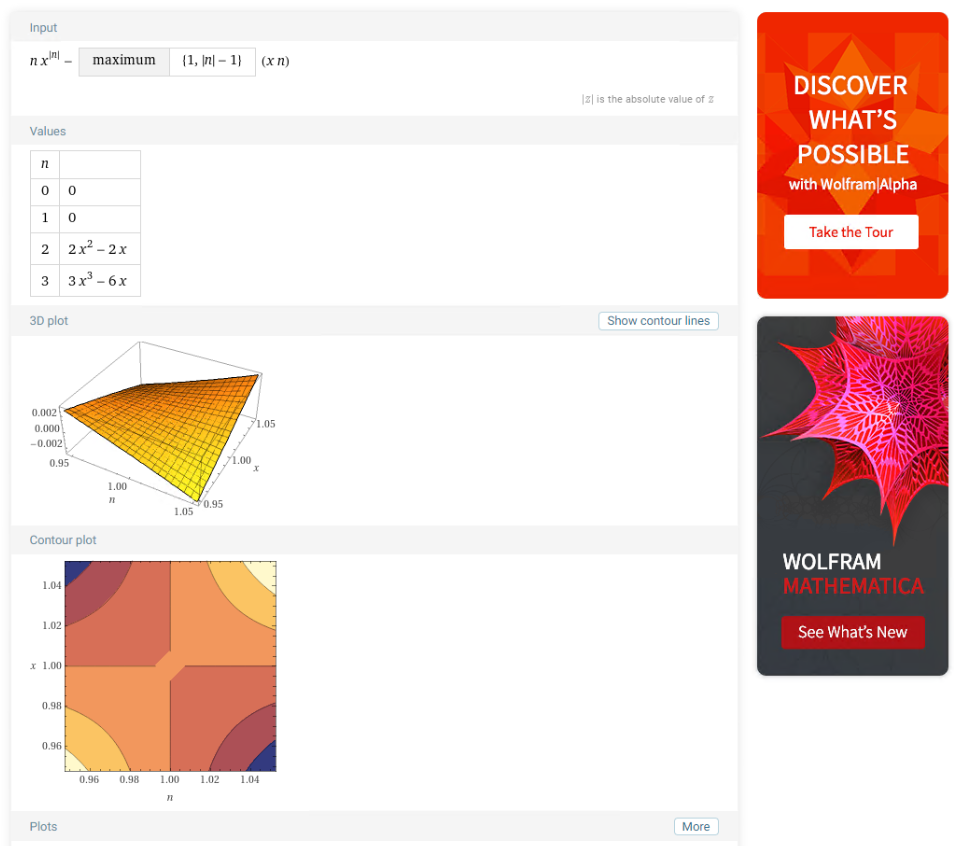 Input
n x^|n| − maximum {1, |n| − 1} (x n)
|z| is the absolute value of z
Values
n
0 0
1 0
2 2 x² − 2 x
3 3 x³ − 6 x
3D plot Show contour lines
0.002
0.000
−0.002
0.95
1.00
n
1.05
0.95
1.00
x
1.05
Contour plot
1.04
1.02
x 1.00
0.98
0.96
0.96 0.98 1.00 1.02 1.04
n
Plots More
DISCOVER
WHAT'S
POSSIBLE
with Wolfram|Alpha
Take the Tour
WOLFRAM
MATHEMATICA
See What's New